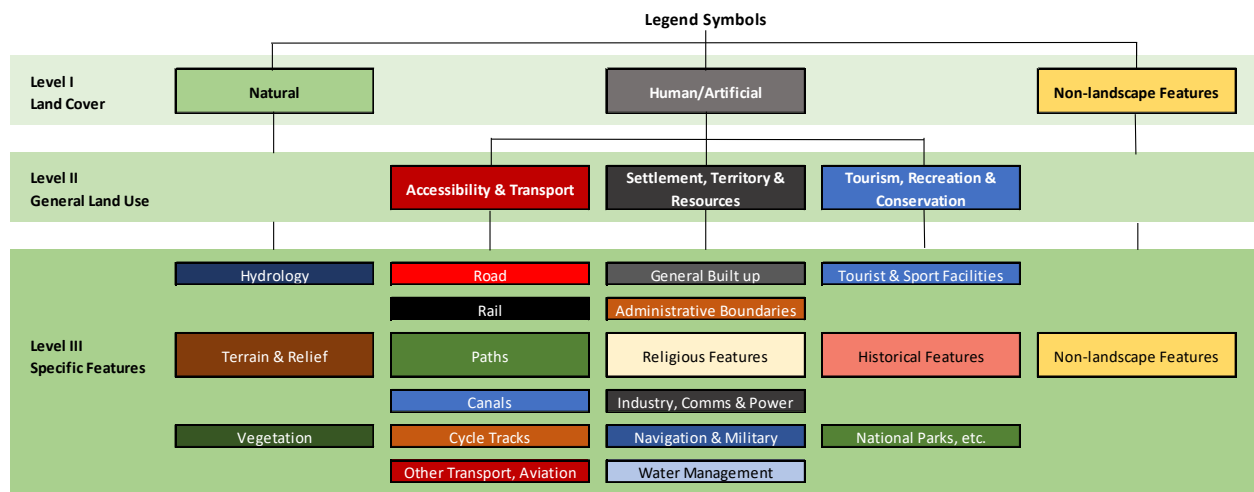 Legend Symbols
Level I
Land Cover
Natural
Human/Artificial
Non-landscape Features
Level II
General Land Use
Accessibility & Transport
Settlement, Territory &
Resources
Tourism, Recreation &
Conservation
Level III
Specific Features
Hydrology
Road
General Built up
Tourist & Sport Facilities
Rail
Administrative Boundaries
Terrain & Relief
Paths
Religious Features
Historical Features
Non-landscape Features
Canals
Industry, Comms & Power
Vegetation
Cycle Tracks
Navigation & Military
National Parks, etc.
Other Transport, Aviation
Water Management